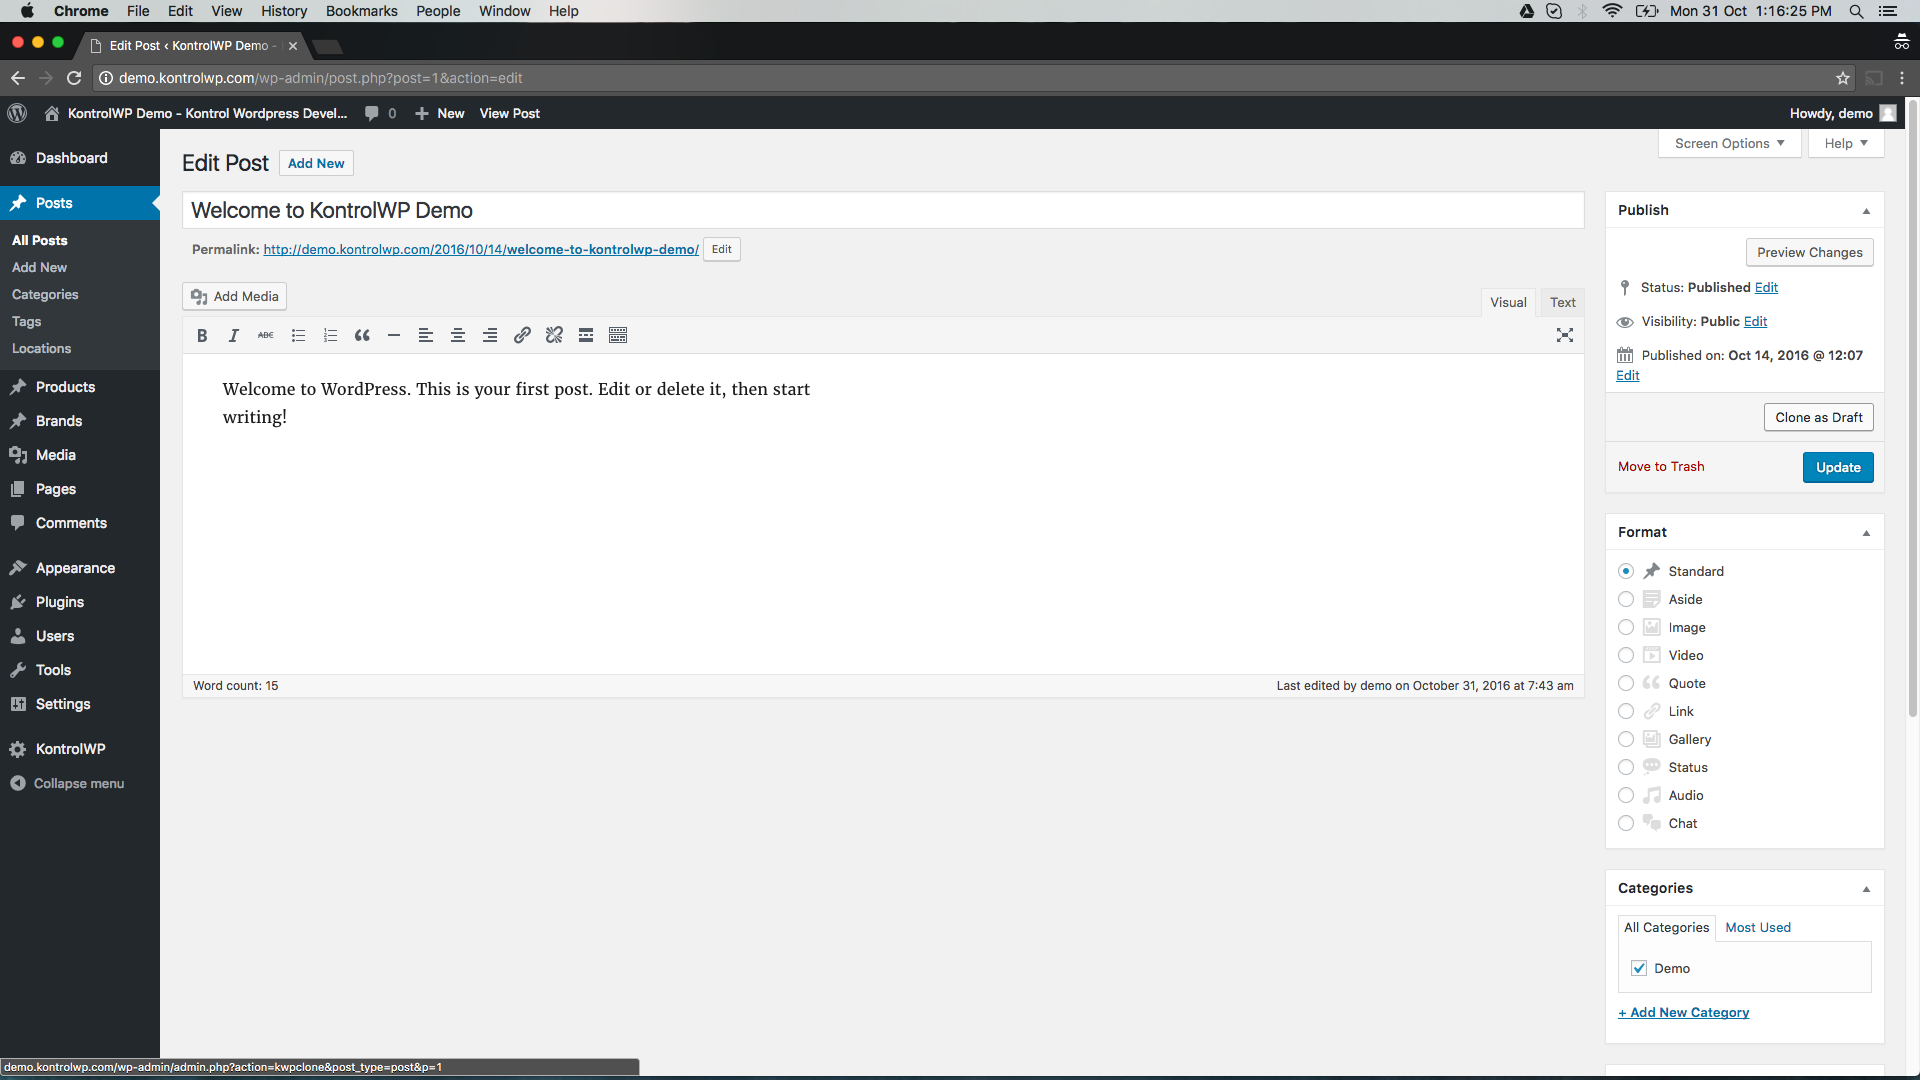 Chrome File Edit View History Bookmarks People Window Help Mon 31 Oct 1:16:25 PM
Edit Post ‹ KontrolWP Demo -
demo.kontrolwp.com/wp-admin/post.php?post=1&action=edit
KontrolWP Demo – Kontrol Wordpress Devel... 0 New View Post Howdy, demo
Dashboard
Posts
All Posts
Add New
Categories
Tags
Locations
Products
Brands
Media
Pages
Comments
Appearance
Plugins
Users
Tools
Settings
KontrolWP
Collapse menu
Screen Options Help
Edit Post Add New
Welcome to KontrolWP Demo
Permalink: http://demo.kontrolwp.com/2016/10/14/welcome-to-kontrolwp-demo/ Edit
Add Media
Visual Text
B I ABC
Welcome to WordPress. This is your first post. Edit or delete it, then start
writing!
Word count: 15 Last edited by demo on October 31, 2016 at 7:43 am
Publish
Preview Changes
Status: Published Edit
Visibility: Public Edit
Published on: Oct 14, 2016 @ 12:07
Edit
Clone as Draft
Move to Trash Update
Format
Standard
Aside
Image
Video
Quote
Link
Gallery
Status
Audio
Chat
Categories
All Categories Most Used
Demo
+ Add New Category
demo.kontrolwp.com/wp-admin/admin.php?action=kwpclone&post_type=post&p=1